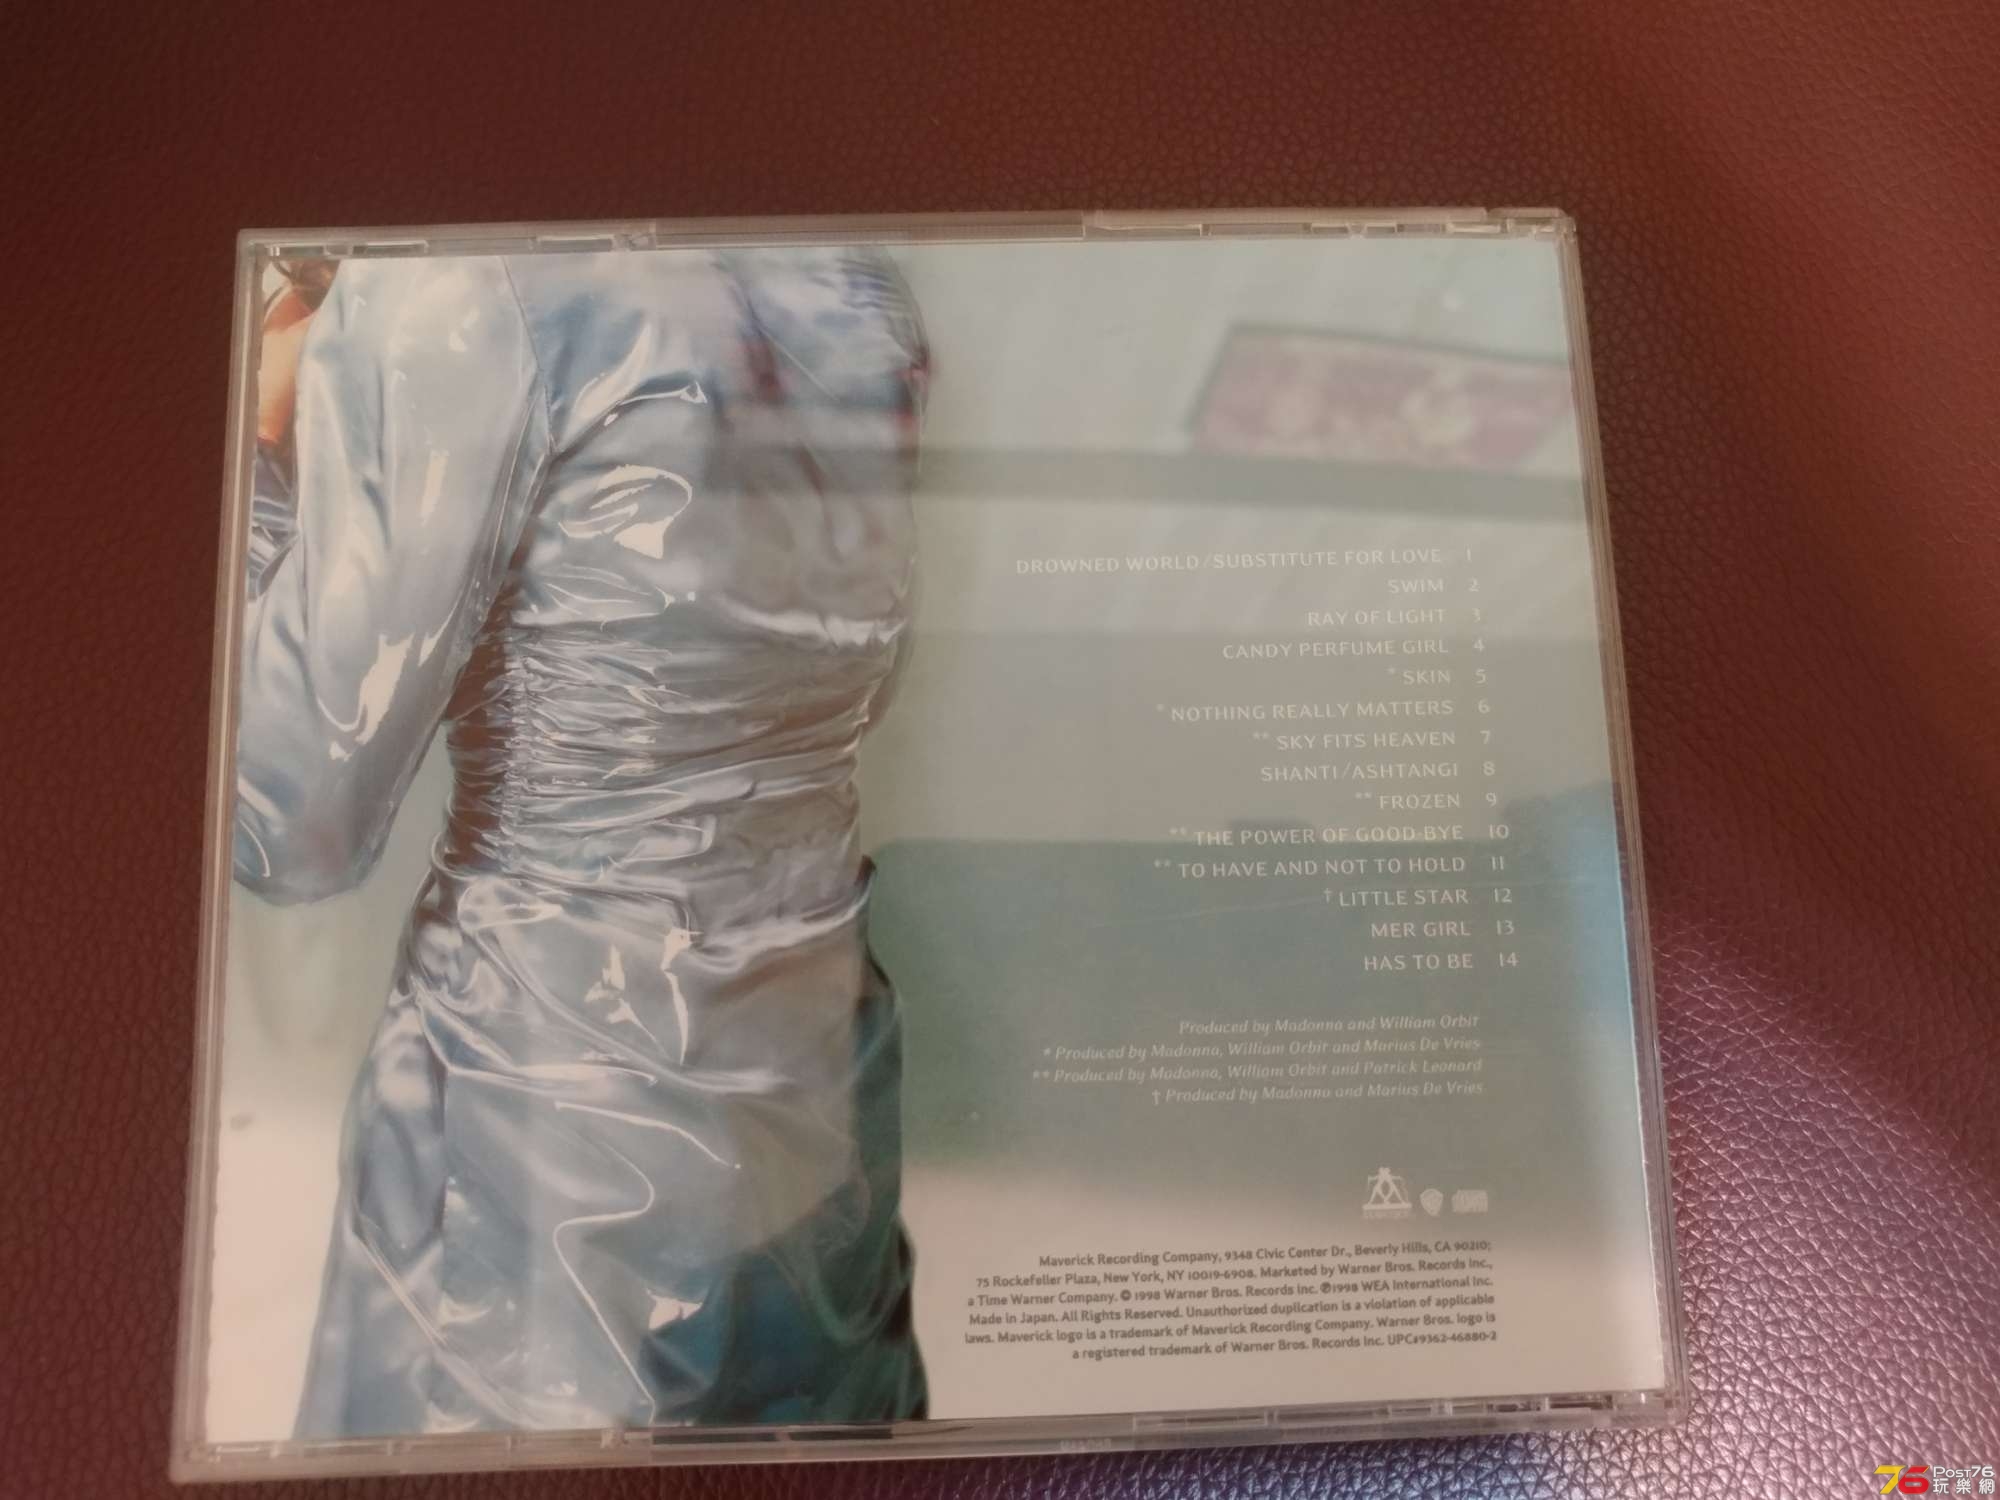 DROWNED WORLD/SUBSTITUTE FOR LOVE 1
SWIM 2
RAY OF LIGHT 3
CANDY PERFUME GIRL 4
* SKIN 5
* NOTHING REALLY MATTERS 6
** SKY FITS HEAVEN 7
SHANTI/ASHTANGI 8
** FROZEN 9
** THE POWER OF GOOD-BYE 10
** TO HAVE AND NOT TO HOLD 11
† LITTLE STAR 12
MER GIRL 13
HAS TO BE 14
Produced by Madonna and William Orbit
* Produced by Madonna, William Orbit and Marius De Vries
** Produced by Madonna, William Orbit and Patrick Leonard
† Produced by Madonna and Marius De Vries
Maverick Recording Company, 9348 Civic Center Dr., Beverly Hills, CA 90210;
75 Rockefeller Plaza, New York, NY 10019-6908. Marketed by Warner Bros. Records Inc.,
a Time Warner Company. © 1998 Warner Bros. Records Inc. ℗1998 WEA International Inc.
Made in Japan. All Rights Reserved. Unauthorized duplication is a violation of applicable
laws. Maverick logo is a trademark of Maverick Recording Company. Warner Bros. logo is
a registered trademark of Warner Bros. Records Inc. UPC#9362-46880-2
76 Post76
玩樂網